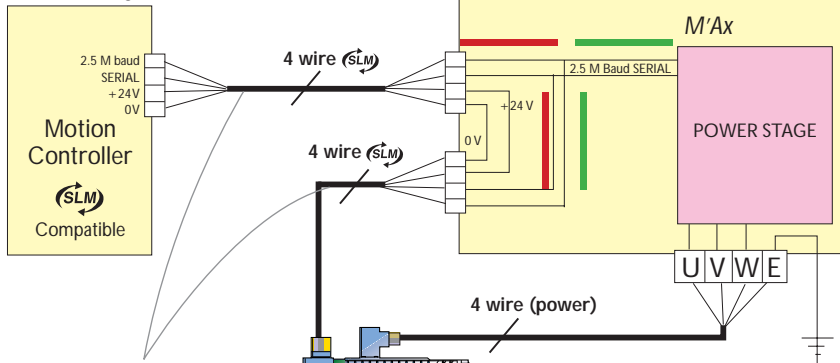 M'Ax
2.5 M baud
SERIAL
+24V
0V
4 wire SLM
2.5 M Baud SERIAL
+24 V
0 V
Motion
Controller
SLM
Compatible
4 wire SLM
POWER STAGE
U V W E
4 wire (power)